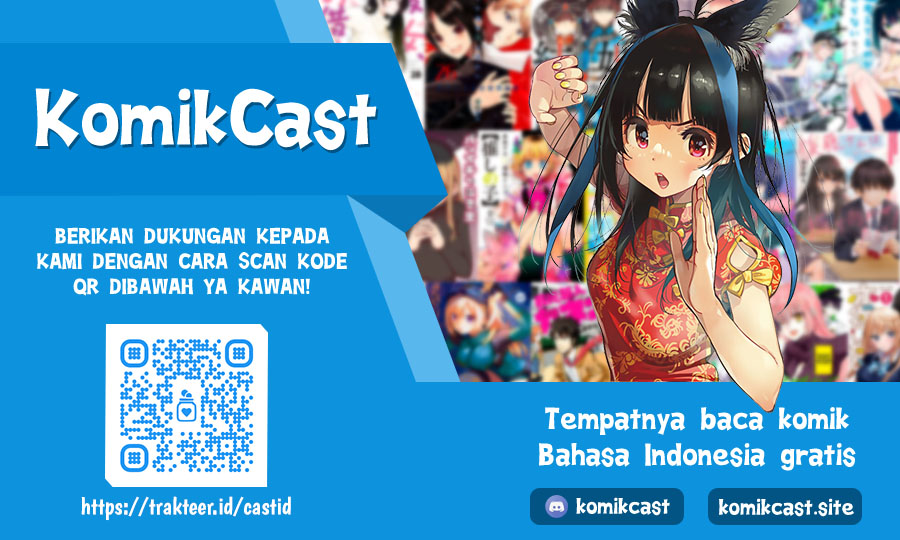 KomikCast
BERIKAN DUKUNGAN KEPADA
KAMI DENGAN CARA SCAN KODE
QR DIBAWAH YA KAWAN!
https://trakteer.id/castid
Tempatnya baca komik
Bahasa Indonesia gratis
komikcast
komikcast.site